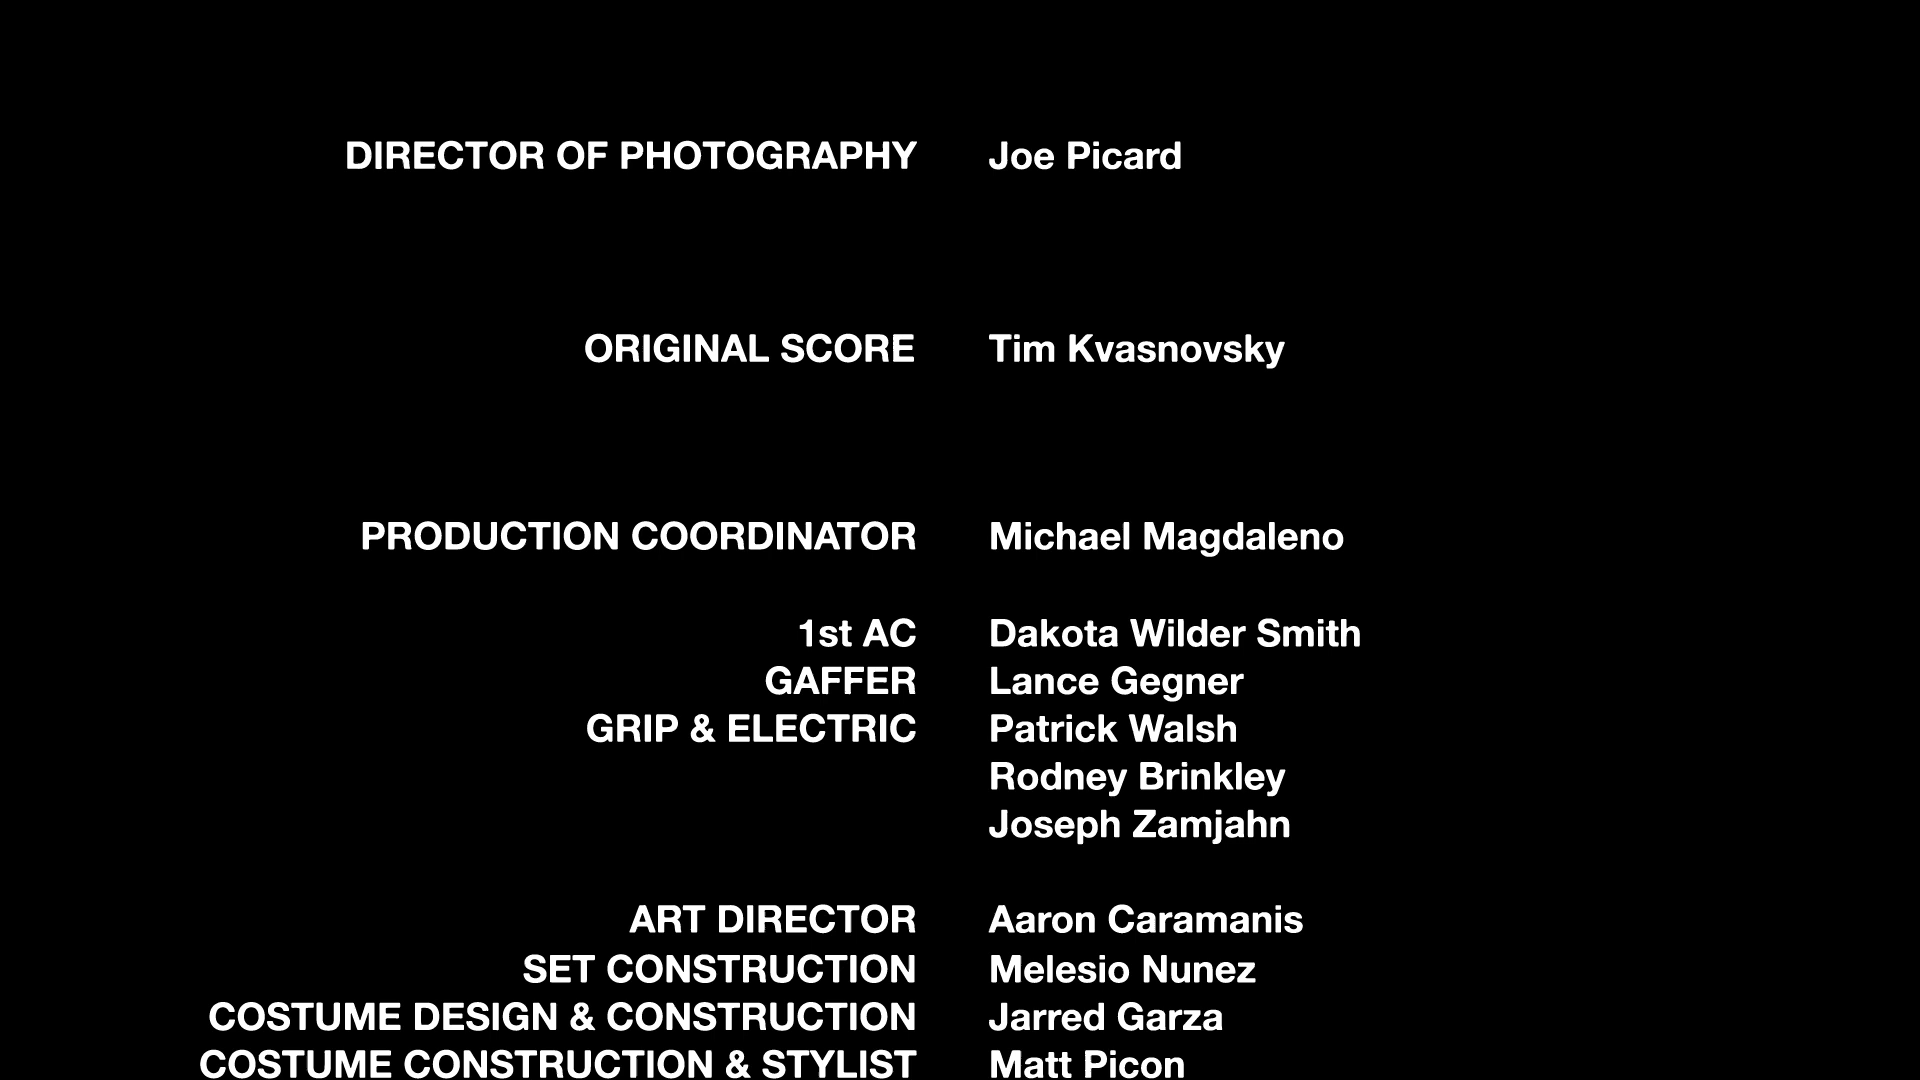 DIRECTOR OF PHOTOGRAPHY Joe Picard
ORIGINAL SCORE Tim Kvasnovsky
PRODUCTION COORDINATOR Michael Magdaleno
1st AC Dakota Wilder Smith
GAFFER Lance Gegner
GRIP & ELECTRIC Patrick Walsh
Rodney Brinkley
Joseph Zamjahn
ART DIRECTOR Aaron Caramanis
SET CONSTRUCTION Melesio Nunez
COSTUME DESIGN & CONSTRUCTION Jarred Garza
COSTUME CONSTRUCTION & STYLIST Matt Picon